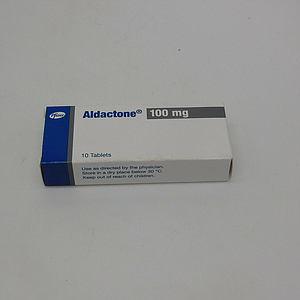 Pfizer
Aldactone® 100 mg
10 Tablets
Use as directed by the physician.
Store in a dry place below 30 °C.
Keep out of reach of children.